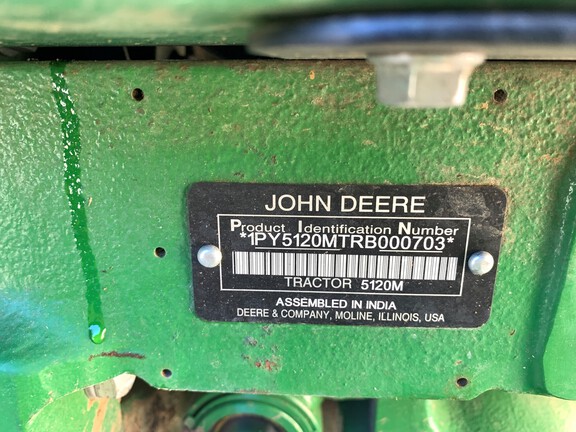 JOHN DEERE
Product Identification Number
*1PY5120MTRB000703*
TRACTOR 5120M
ASSEMBLED IN INDIA
DEERE & COMPANY, MOLINE, ILLINOIS, USA